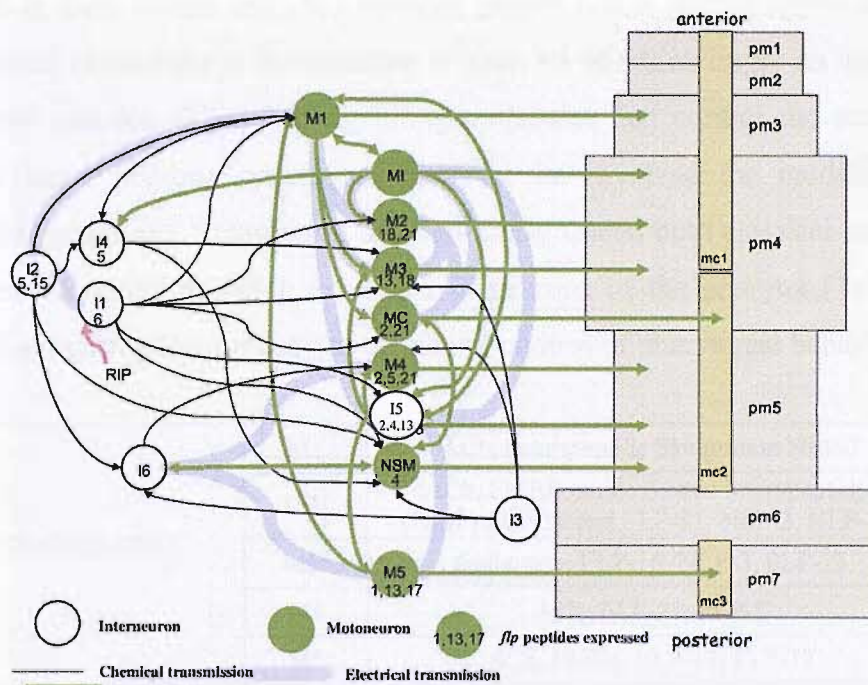 anterior
pm1
pm2
pm3
mc1
pm4
pm5
mc2
pm6
pm7
mc3
posterior
M1
MI
M2
18,21
M3
13,18
MC
2,21
M4
2,5,21
I5
2,4,13
NSM
4
M5
1,13,17
I4
5
I2
5,15
I1
6
RIP
I6
I3
Interneuron
Motoneuron
1,13,17
flp peptides expressed
Chemical transmission
Electrical transmission